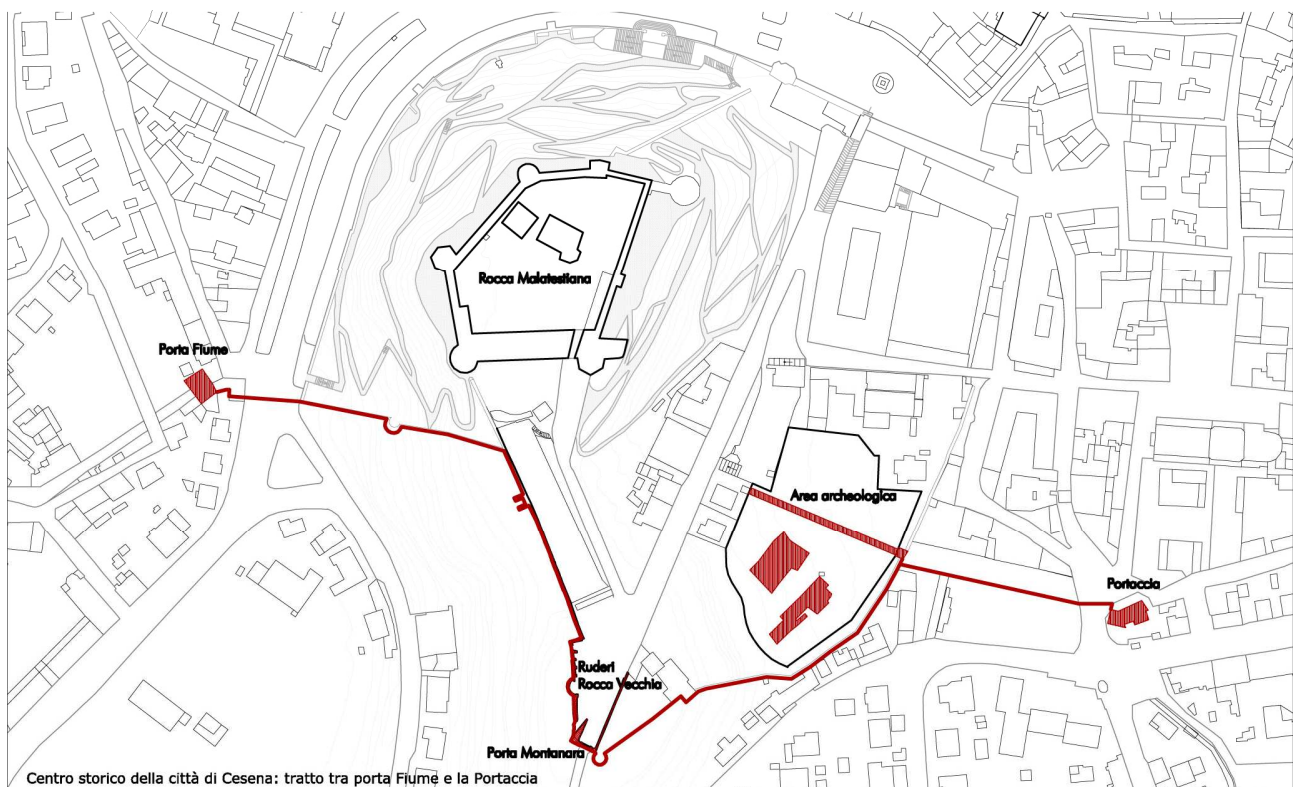 Rocca Malatestiana
Porta Fiume
Area archeologica
Portaccia
Ruderi
Rocca Vecchia
Porta Montanara
Centro storico della città di Cesena: tratto tra porta Fiume e la Portaccia